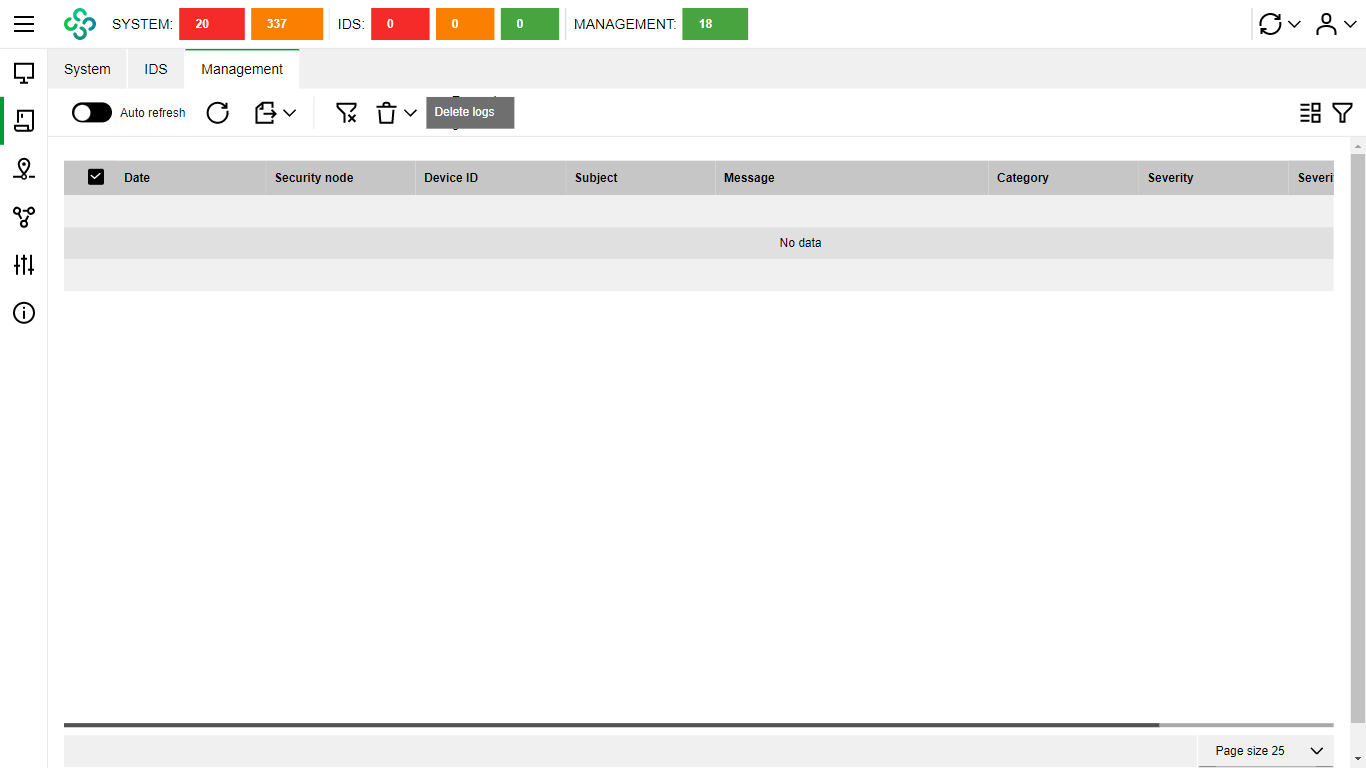 SYSTEM: 20 337 IDS: 0 0 0 MANAGEMENT: 18
System IDS Management
Auto refresh Delete logs
Date Security node Device ID Subject Message Category Severity Severi
No data
Page size 25